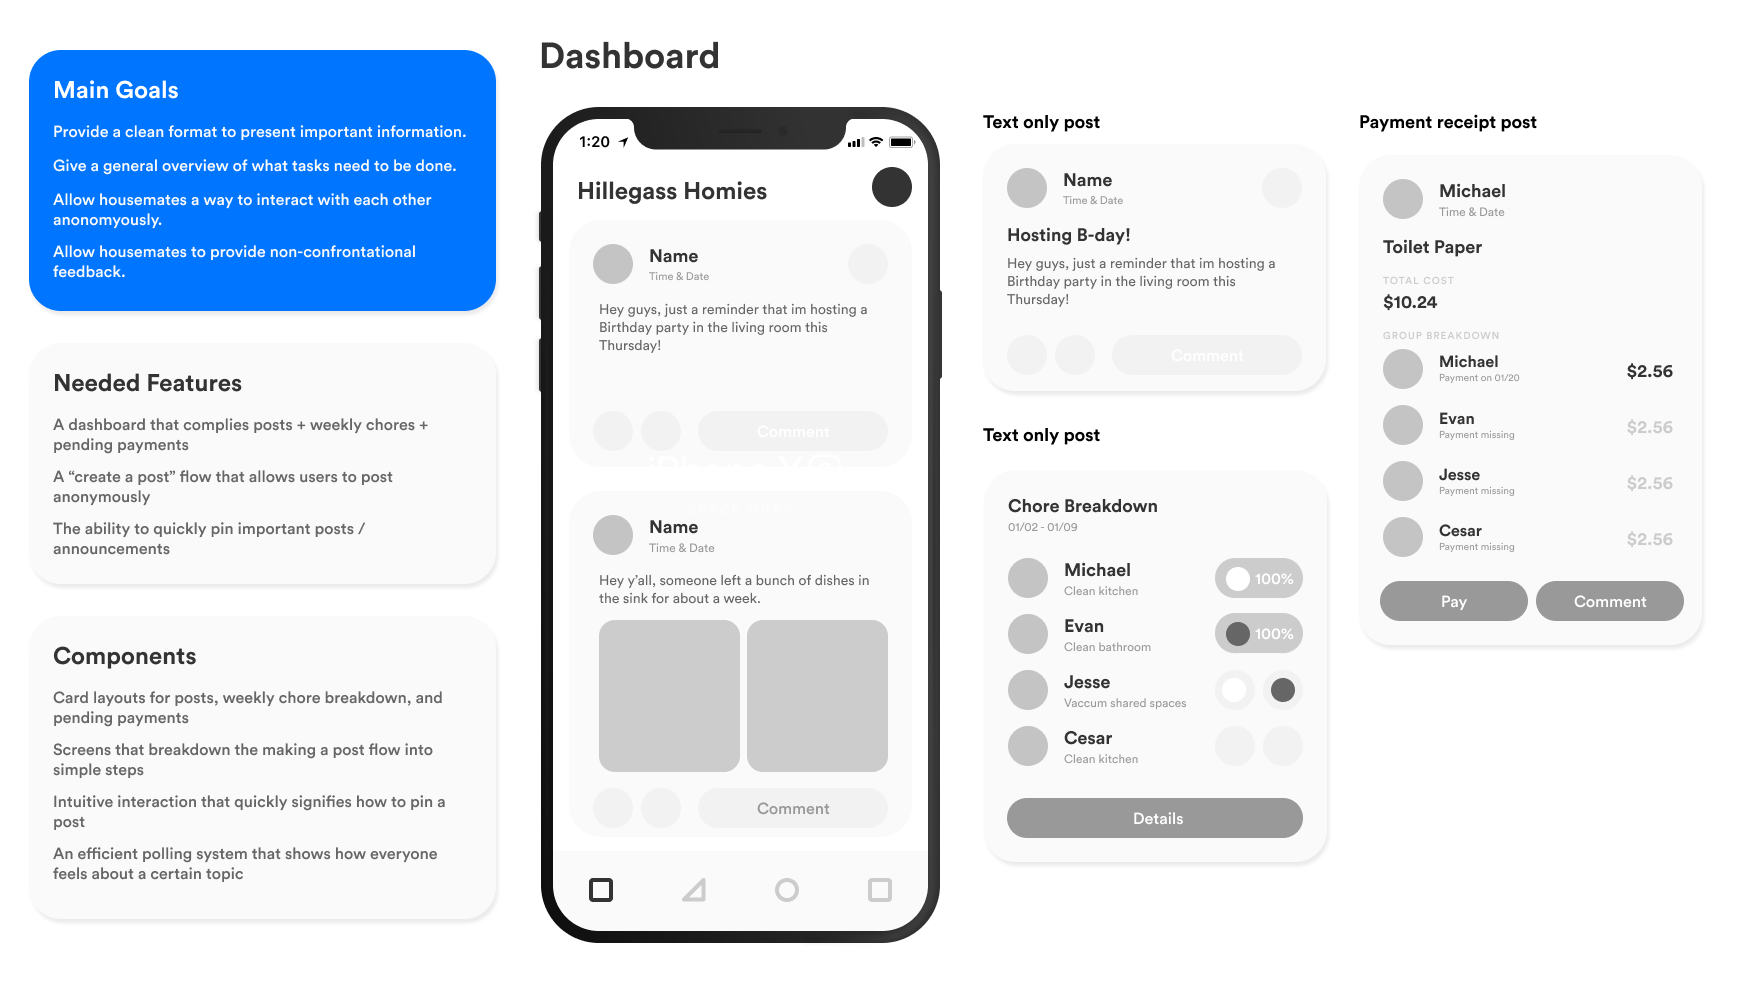 Main Goals
Provide a clean format to present important information.
Give a general overview of what tasks need to be done.
Allow housemates a way to interact with each other
anonomyously.
Allow housemates to provide non-confrontational
feedback.
Needed Features
A dashboard that complies posts + weekly chores +
pending payments
A “create a post” flow that allows users to post
anonymously
The ability to quickly pin important posts /
announcements
Components
Card layouts for posts, weekly chore breakdown, and
pending payments
Screens that breakdown the making a post flow into
simple steps
Intuitive interaction that quickly signifies how to pin a
post
An efficient polling system that shows how everyone
feels about a certain topic
Dashboard
1:20
Hillegass Homies
Name
Time & Date
Hey guys, just a reminder that im hosting a
Birthday party in the living room this
Thursday!
Comment
Name
Time & Date
Hey y’all, someone left a bunch of dishes in
the sink for about a week.
Comment
Text only post
Name
Time & Date
Hosting B-day!
Hey guys, just a reminder that im hosting a
Birthday party in the living room this
Thursday!
Comment
Text only post
Chore Breakdown
01/02 - 01/09
Michael
Clean kitchen
100%
Evan
Clean bathroom
100%
Jesse
Vaccum shared spaces
Cesar
Clean kitchen
Details
Payment receipt post
Michael
Time & Date
Toilet Paper
TOTAL COST
$10.24
GROUP BREAKDOWN
Michael
Payment on 01/20
$2.56
Evan
Payment missing
$2.56
Jesse
Payment missing
$2.56
Cesar
Payment missing
$2.56
Pay
Comment